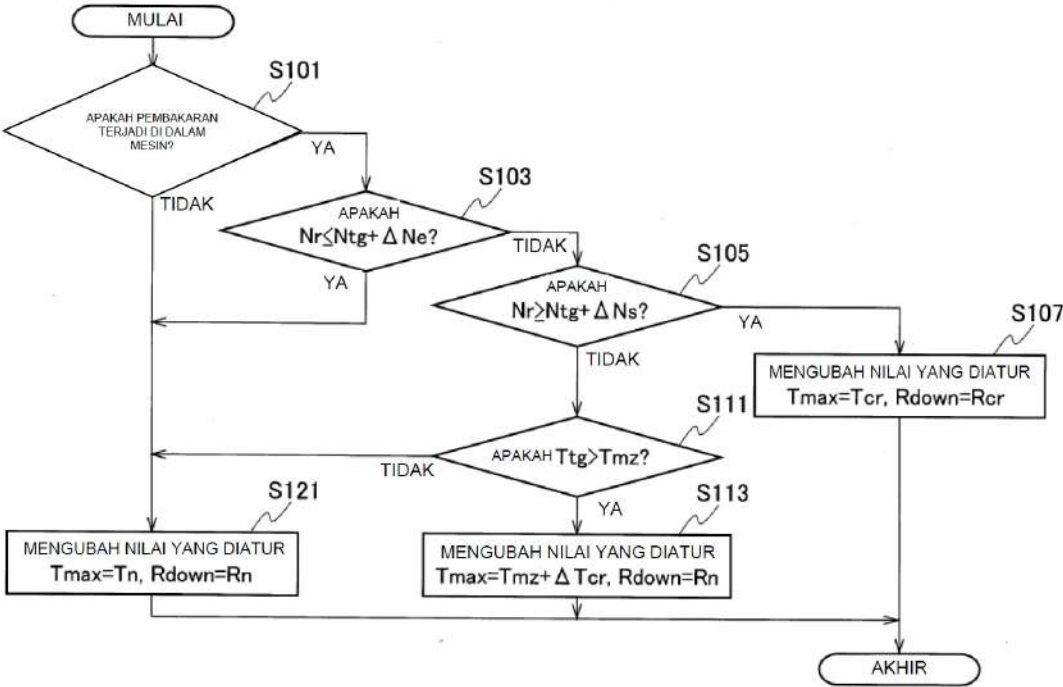 MULAI
S101
APAKAH PEMBAKARAN
TERJADI DI DALAM
MESIN?
YA
TIDAK
S103
APAKAH
Nr≤Ntg+ΔNe?
TIDAK
YA
S105
APAKAH
Nr≥Ntg+ΔNs?
YA
TIDAK
S107
MENGUBAH NILAI YANG DIATUR
Tmax=Tcr, Rdown=Rcr
S111
APAKAH Ttg>Tmz?
TIDAK
YA
S121
MENGUBAH NILAI YANG DIATUR
Tmax=Tn, Rdown=Rn
S113
MENGUBAH NILAI YANG DIATUR
Tmax=Tmz+ΔTcr, Rdown=Rn
AKHIR